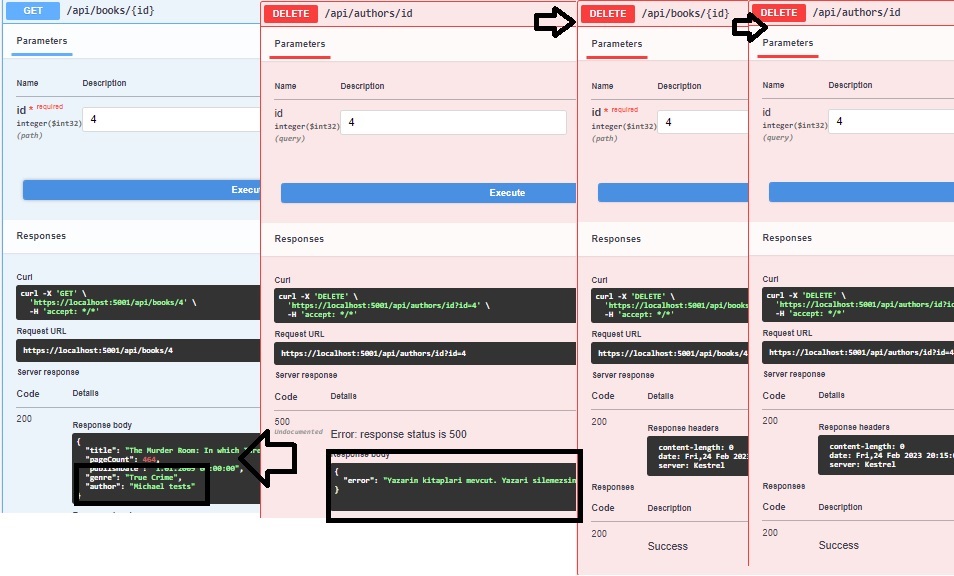 GET /api/books/{id}
Parameters
Name Description
id * required
integer($int32)
(path)
4
Execu
Responses
Curl
curl -X 'GET' \
'https://localhost:5001/api/books/4' \
-H 'accept: */*'
Request URL
https://localhost:5001/api/books/4
Server response
Code Details
200
Response body
{
"title": "The Murder Room: In which
"pageCount": 464,
00:00",
"genre": "True Crime",
"author": "Michael tests"
}
DELETE /api/authors/id
Parameters
Name Description
id
integer($int32)
(query)
4
Execute
Responses
Curl
curl -X 'DELETE' \
'https://localhost:5001/api/authors/id?id=4' \
-H 'accept: */*'
Request URL
https://localhost:5001/api/authors/id?id=4
Server response
Code Details
500
Undocumented
Error: response status is 500
Response body
{
"error": "Yazarin kitaplari mevcut. Yazari silemezsin
}
DELETE /api/books/{id}
Parameters
Name Description
id * required
integer($int32)
(path)
4
Responses
Curl
curl -X 'DELETE' \
'https://localhost:5001/api/books
-H 'accept: */*'
Request URL
https://localhost:5001/api/books/4
Server response
Code Details
200
Response headers
content-length: 0
date: Fri,24 Feb 2023
server: Kestrel
Responses
Code Description
200
Success
DELETE /api/authors/id
Parameters
Name Description
id
integer($int32)
(query)
4
Responses
Curl
curl -X 'DELETE' \
'https://localhost:5001/api/authors/id?id
-H 'accept: */*'
Request URL
https://localhost:5001/api/authors/id?id=4
Server response
Code Details
200
Response headers
content-length: 0
date: Fri,24 Feb 2023 20:15:0
server: Kestrel
Responses
Code Description
200
Success